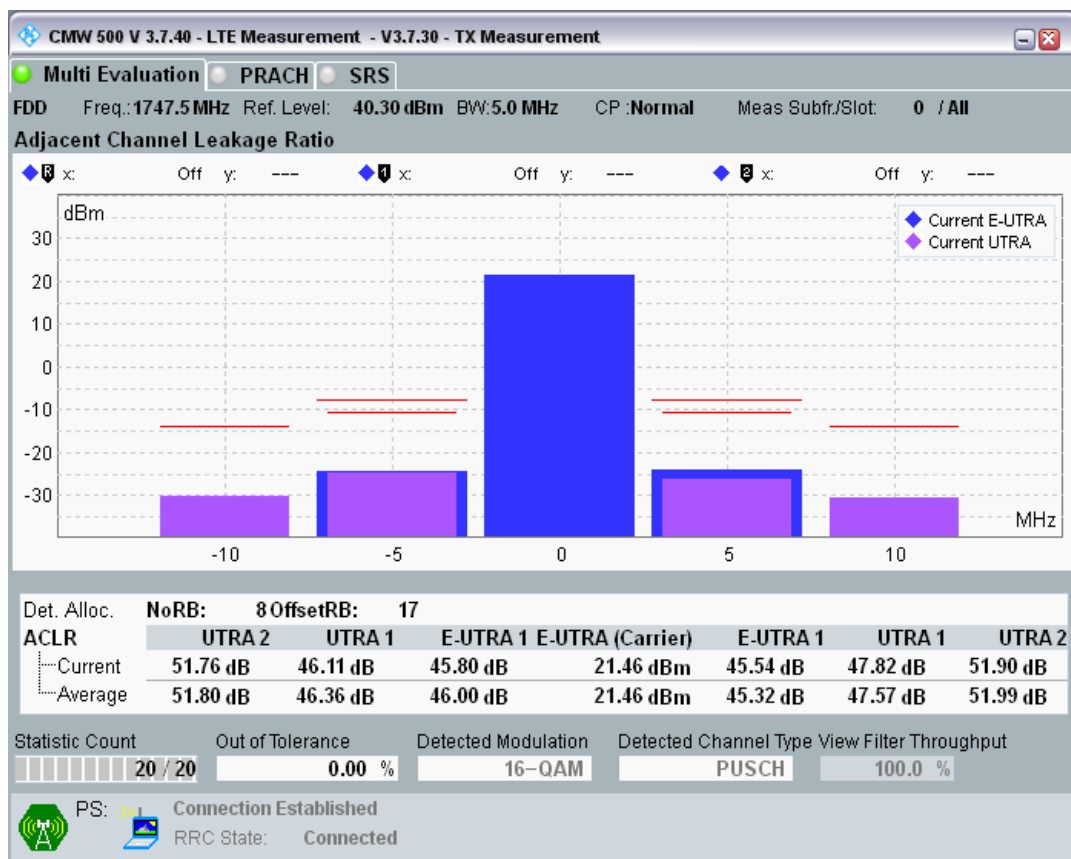 CMW 500 V 3.7.40 - LTE Measurement - V3.7.30 - TX Measurement
Multi Evaluation PRACH SRS
FDD Freq.: 1747.5 MHz Ref. Level: 40.30 dBm BW: 5.0 MHz CP : Normal Meas Subfr./Slot: 0 / All
Adjacent Channel Leakage Ratio
R x: Off y: --- 1 x: Off y: --- 2 x: Off y: ---
dBm
Current E-UTRA
Current UTRA
30
20
10
0
-10
-20
-30
MHz
-10 -5 0 5 10
Det. Alloc. NoRB: 8 OffsetRB: 17
ACLR UTRA 2 UTRA 1 E-UTRA 1 E-UTRA (Carrier) E-UTRA 1 UTRA 1 UTRA 2
Current 51.76 dB 46.11 dB 45.80 dB 21.46 dBm 45.54 dB 47.82 dB 51.90 dB
Average 51.80 dB 46.36 dB 46.00 dB 21.46 dBm 45.32 dB 47.57 dB 51.99 dB
Statistic Count Out of Tolerance Detected Modulation Detected Channel Type View Filter Throughput
20 / 20 0.00 % 16-QAM PUSCH 100.0 %
PS: Connection Established
RRC State: Connected